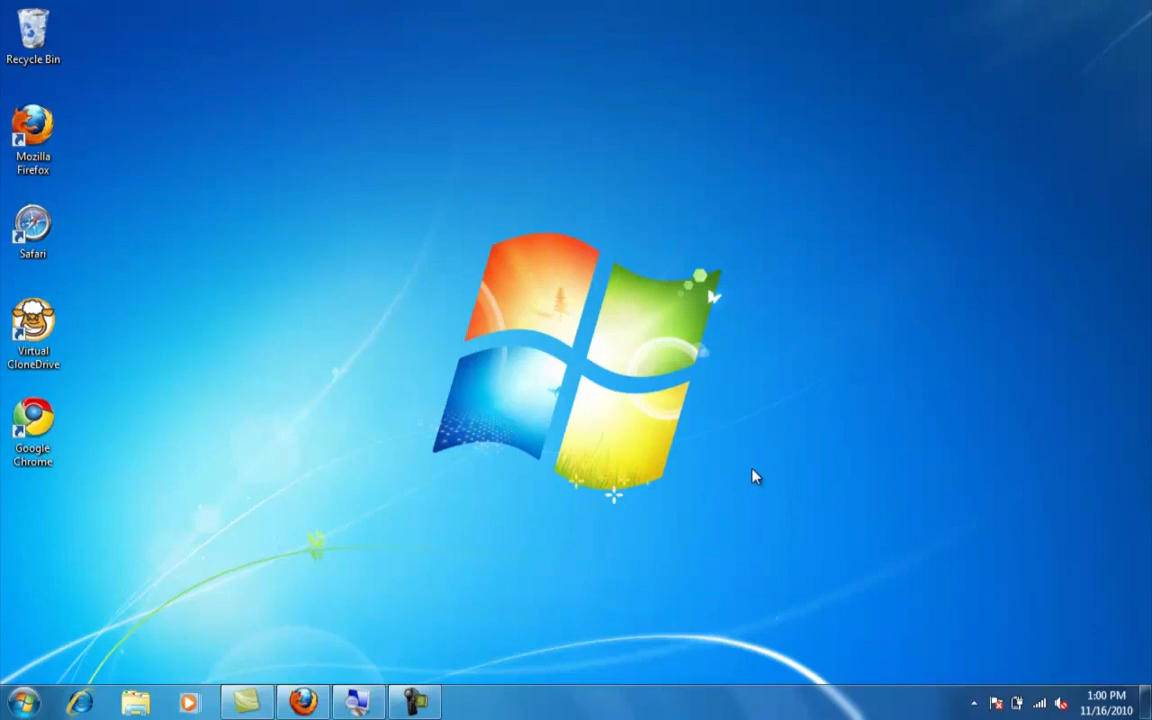 Recycle Bin
Mozilla
Firefox
Safari
Virtual
CloneDrive
Google
Chrome
1:00 PM
11/16/2010